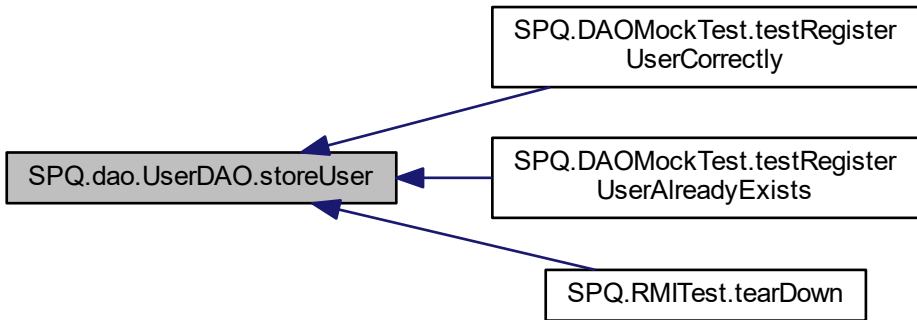 SPQ.DAOMockTest.testRegister
UserCorrectly
SPQ.dao.UserDAO.storeUser
SPQ.DAOMockTest.testRegister
UserAlreadyExists
SPQ.RMITest.tearDown